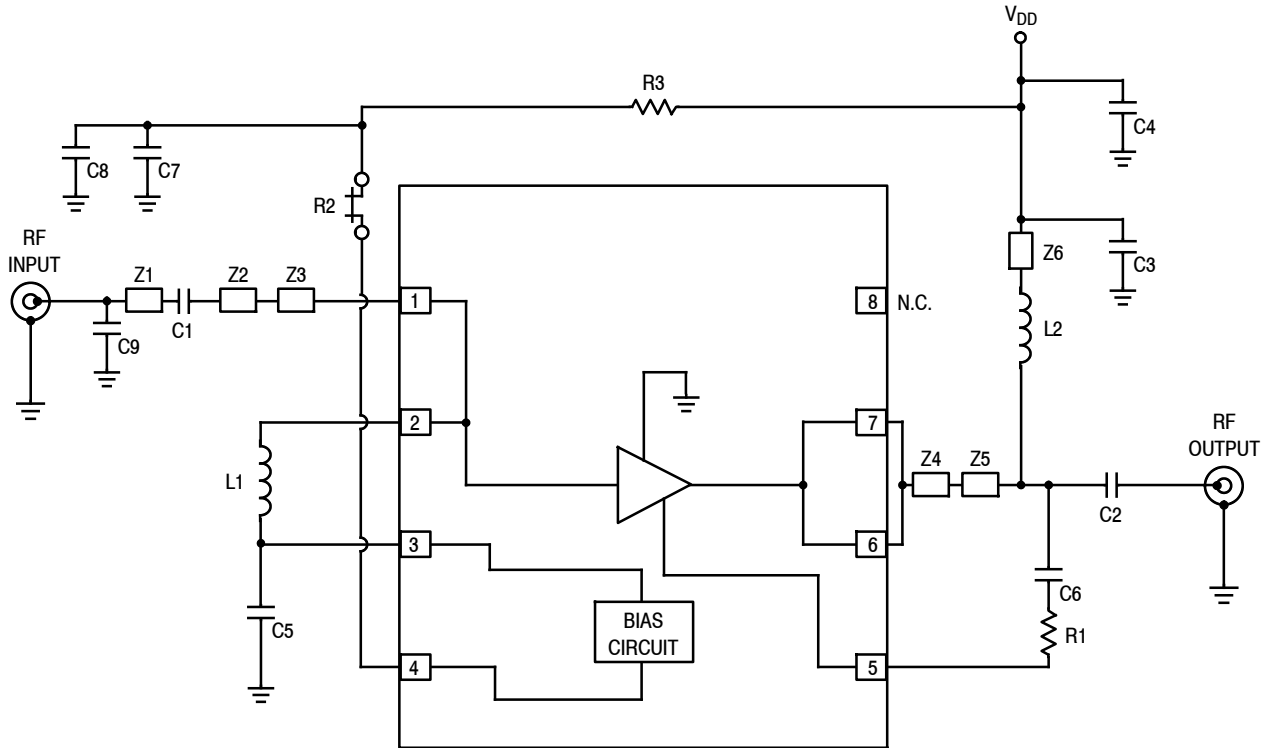 VDD
R3
C4
C8
C7
R2
RF
INPUT
Z1
Z2
Z3
C1
C9
1
8
N.C.
Z6
C3
L2
2
7
RF
OUTPUT
L1
Z4
Z5
C2
3
6
C5
BIAS
CIRCUIT
C6
R1
4
5